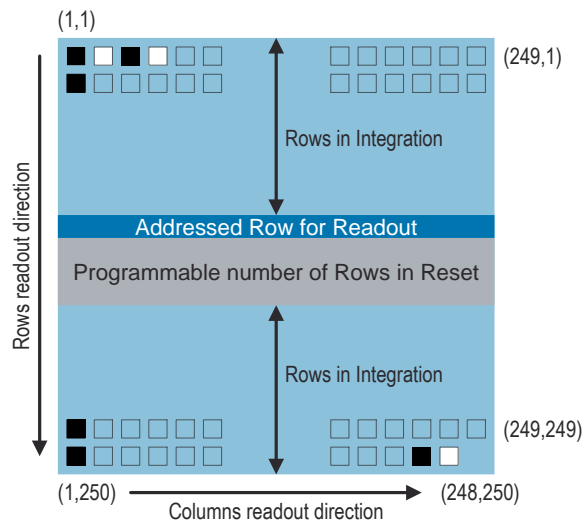 (1,1)
(249,1)
Rows in Integration
Rows readout direction
Addressed Row for Readout
Programmable number of Rows in Reset
Rows in Integration
(249,249)
(1,250)
(248,250)
Columns readout direction